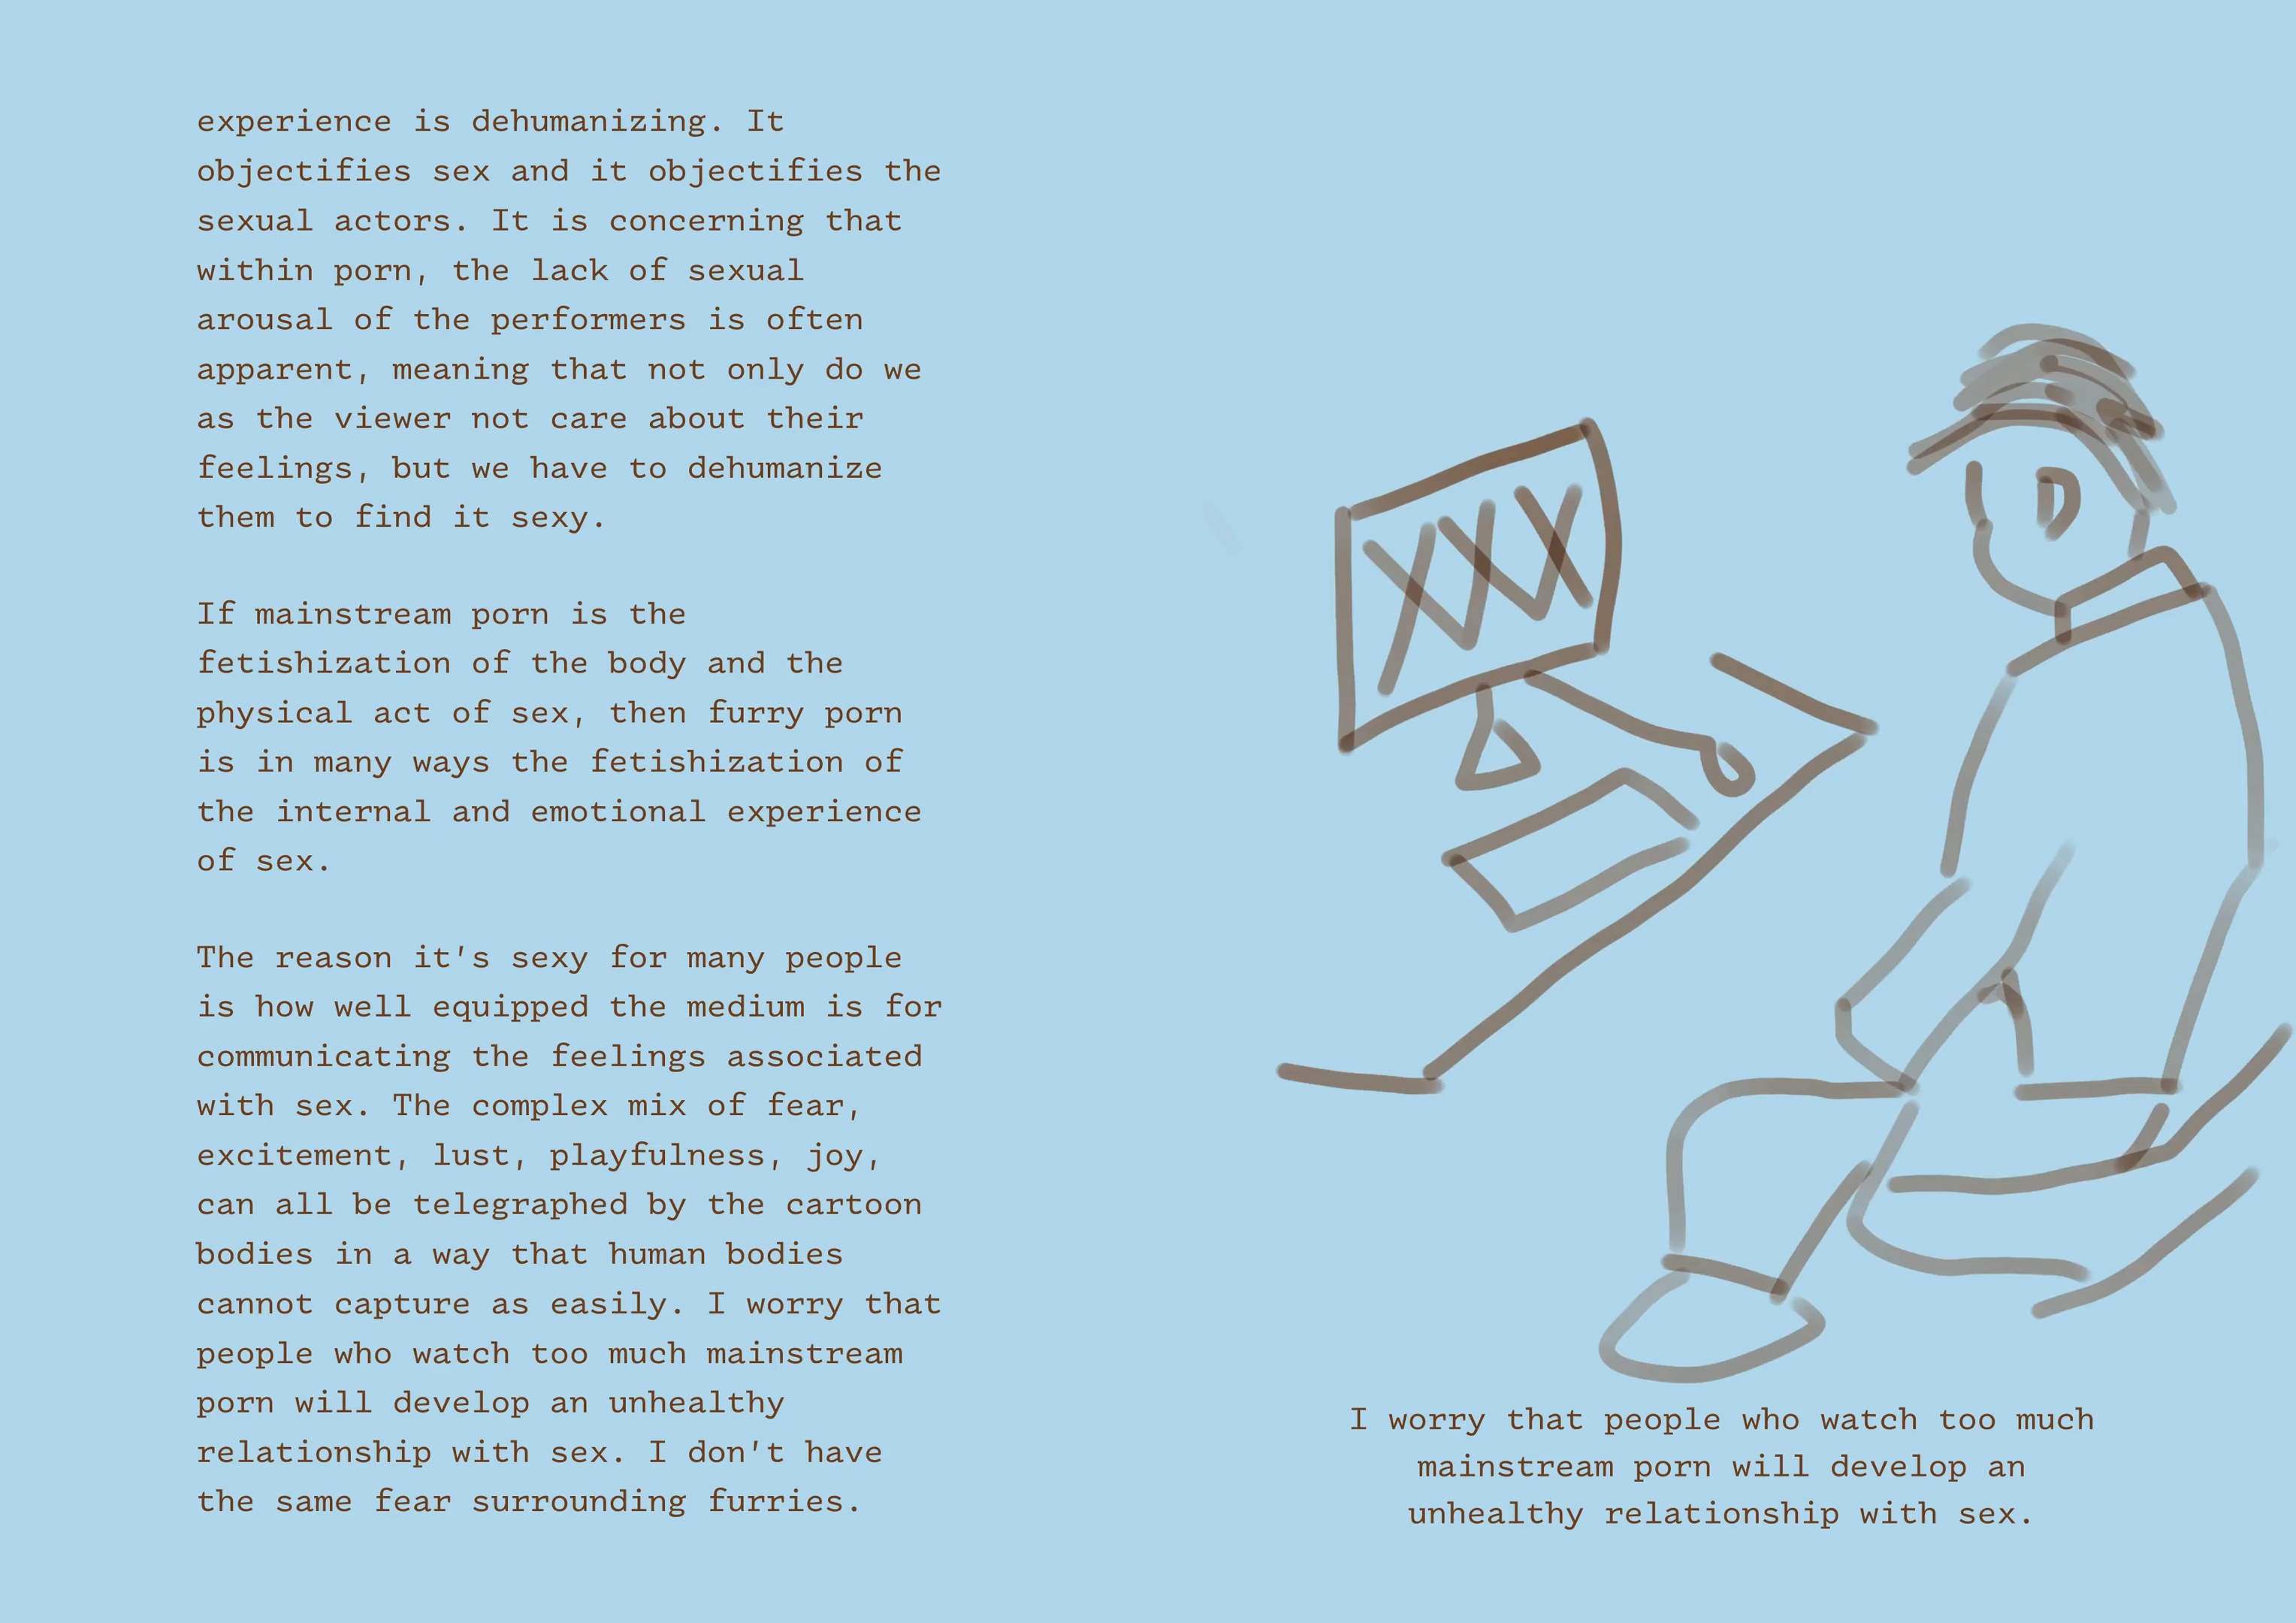 experience is dehumanizing. It
objectifies sex and it objectifies the
sexual actors. It is concerning that
within porn, the lack of sexual
arousal of the performers is often
apparent, meaning that not only do we
as the viewer not care about their
feelings, but we have to dehumanize
them to find it sexy.
If mainstream porn is the
fetishization of the body and the
physical act of sex, then furry porn
is in many ways the fetishization of
the internal and emotional experience
of sex.
The reason it's sexy for many people
is how well equipped the medium is for
communicating the feelings associated
with sex. The complex mix of fear,
excitement, lust, playfulness, joy,
can all be telegraphed by the cartoon
bodies in a way that human bodies
cannot capture as easily. I worry that
people who watch too much mainstream
porn will develop an unhealthy
relationship with sex. I don't have
the same fear surrounding furries.
XXX
I worry that people who watch too much
mainstream porn will develop an
unhealthy relationship with sex.